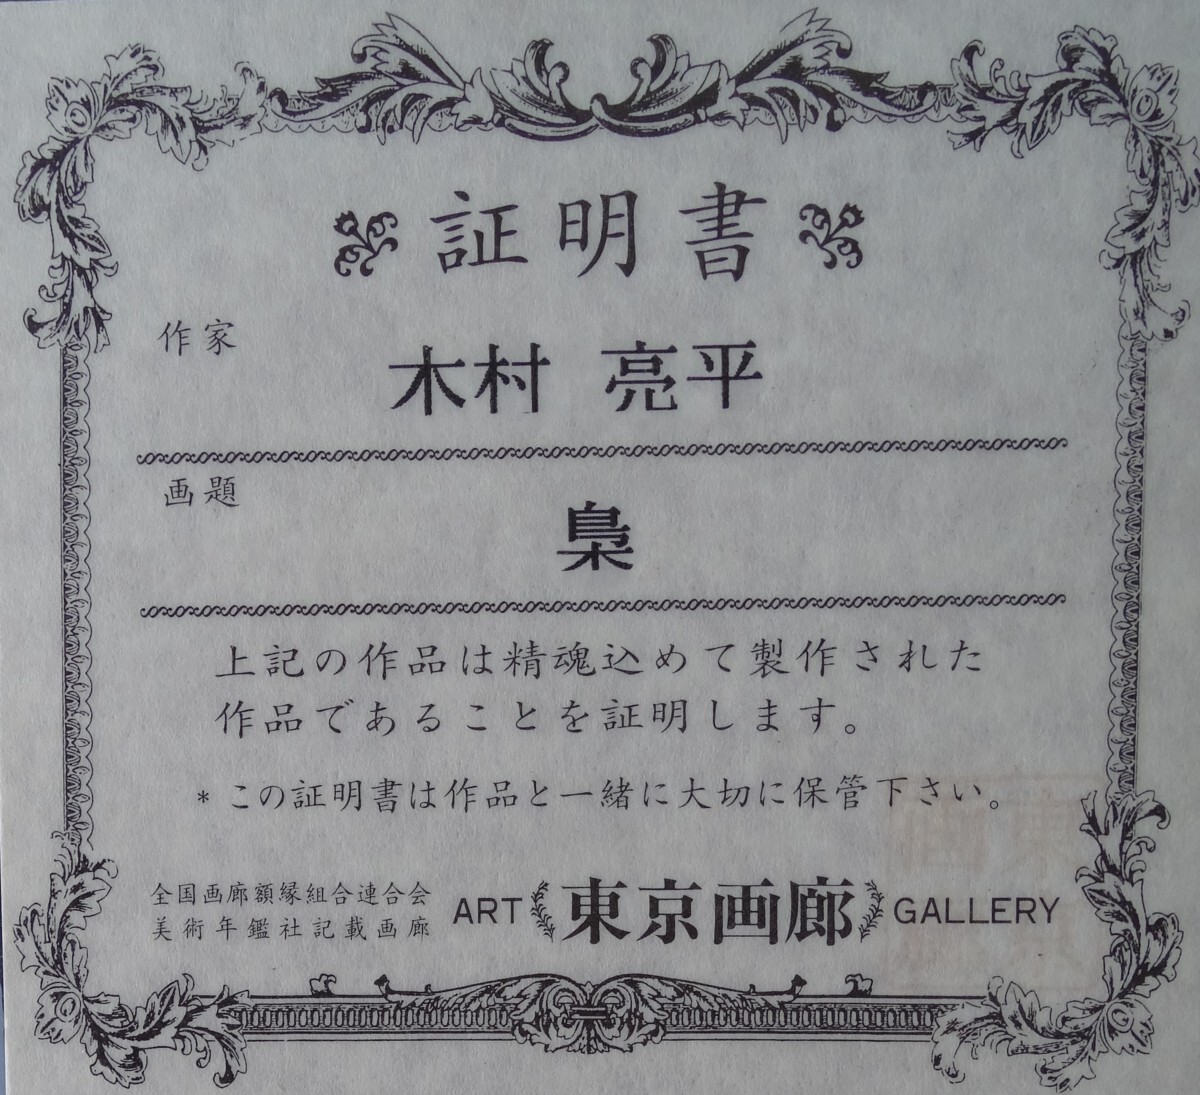 証明書
作家
木村 亮平
画題
梟
上記の作品は精魂込めて製作された
作品であることを証明します。
* この証明書は作品と一緒に大切に保管下さい。
全国画廊額縁組合連合会
美術年鑑社記載画廊
ART 東京画廊 GALLERY